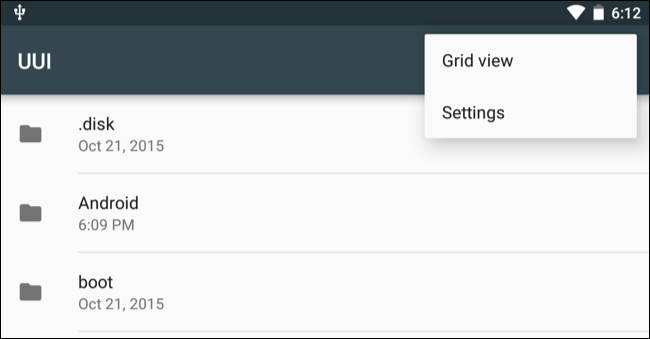 6:12
UUI
Grid view
Settings
.disk
Oct 21, 2015
Android
6:09 PM
boot
Oct 21, 2015